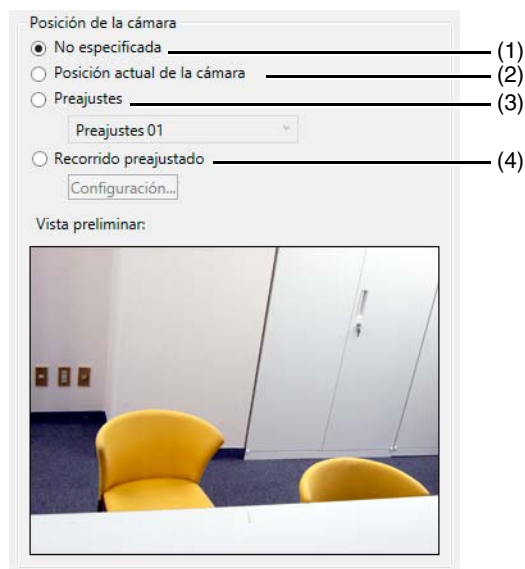 Posición de la cámara
No especificada (1)
Posición actual de la cámara (2)
Preajustes (3)
Preajustes 01
Recorrido preajustado (4)
Configuración...
Vista preliminar: